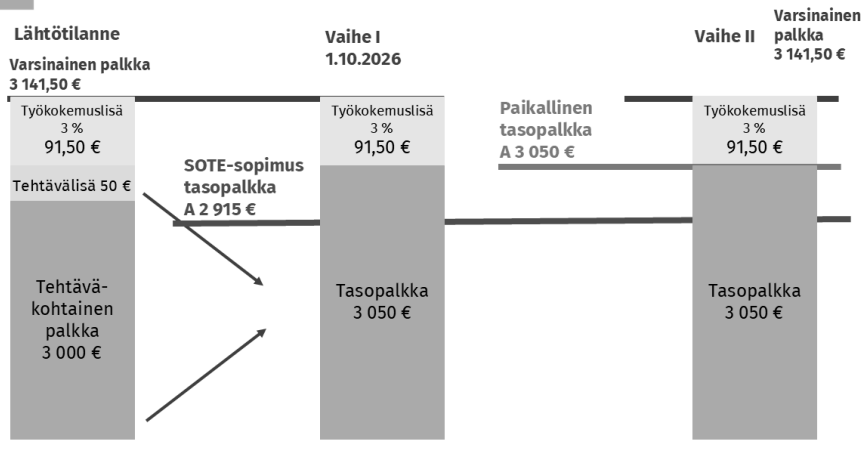 Lähtötilanne
Varsinainen palkka
3 141,50 €
Työkokemuslisä
3 %
91,50 €
Tehtävälisä 50 €
Tehtävä-
kohtainen
palkka
3 000 €
SOTE-sopimus
tasopalkka
A 2 915 €
Vaihe I
1.10.2026
Työkokemuslisä
3 %
91,50 €
Tasopalkka
3 050 €
Paikallinen
tasopalkka
A 3 050 €
Vaihe II
Varsinainen
palkka
3 141,50 €
Työkokemuslisä
3 %
91,50 €
Tasopalkka
3 050 €